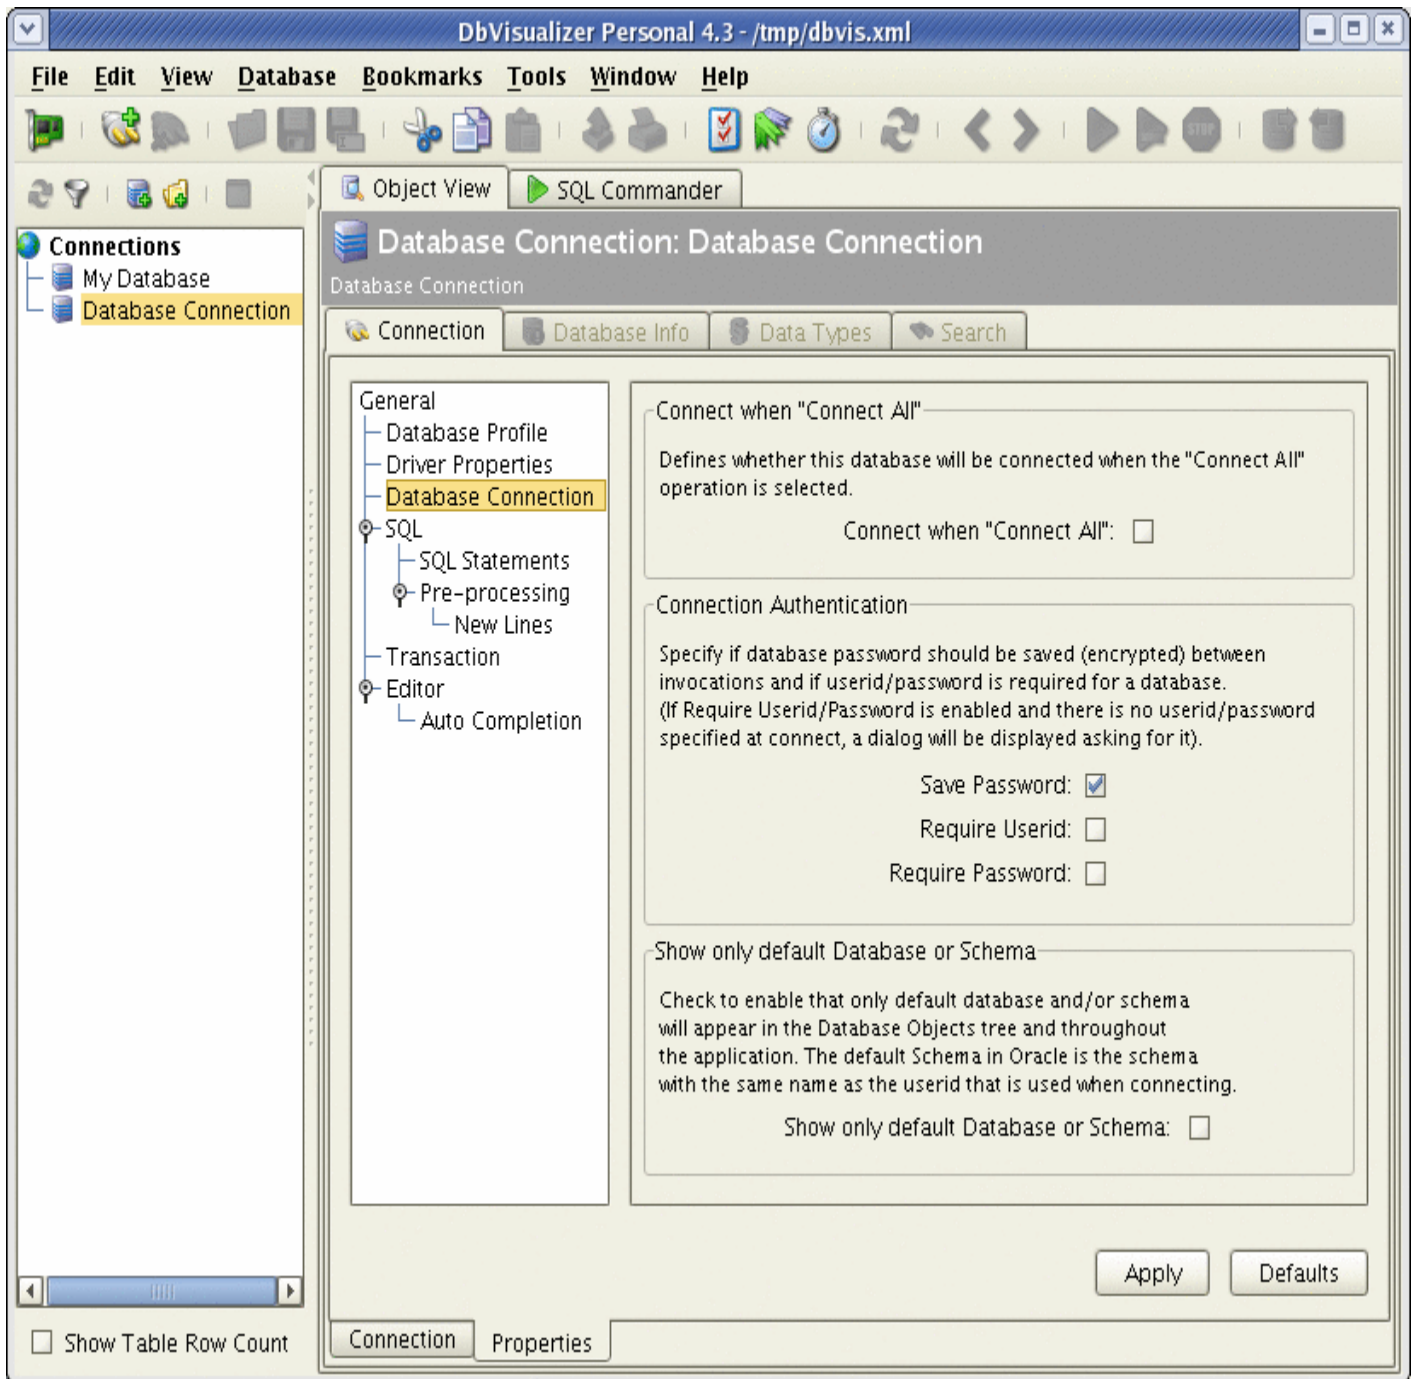 DbVisualizer Personal 4.3 - /tmp/dbvis.xml
File Edit View Database Bookmarks Tools Window Help
STOP
Object View SQL Commander
Connections
My Database
Database Connection
Database Connection: Database Connection
Database Connection
Connection Database Info Data Types Search
General
Database Profile
Driver Properties
Database Connection
SQL
SQL Statements
Pre-processing
New Lines
Transaction
Editor
Auto Completion
Connect when "Connect All"
Defines whether this database will be connected when the "Connect All"
operation is selected.
Connect when "Connect All":
Connection Authentication
Specify if database password should be saved (encrypted) between
invocations and if userid/password is required for a database.
(If Require Userid/Password is enabled and there is no userid/password
specified at connect, a dialog will be displayed asking for it).
Save Password:
Require Userid:
Require Password:
Show only default Database or Schema
Check to enable that only default database and/or schema
will appear in the Database Objects tree and throughout
the application. The default Schema in Oracle is the schema
with the same name as the userid that is used when connecting.
Show only default Database or Schema:
Apply Defaults
Show Table Row Count
Connection Properties